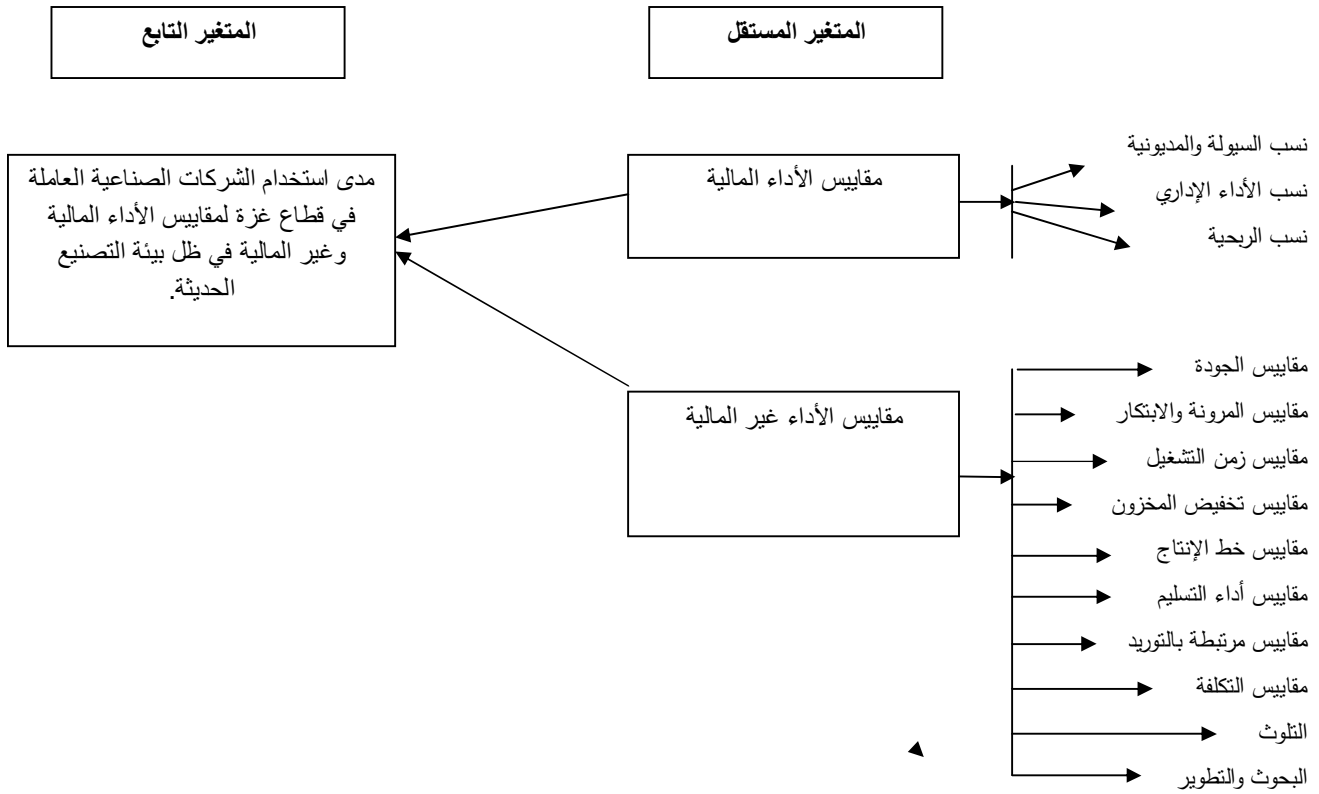 المتغير المستقل
المتغير التابع
نسب السيولة والمديونية
نسب الأداء الإداري
نسب الربحية
مقاييس الأداء المالية
مدى استخدام الشركات الصناعية العاملة
في قطاع غزة لمقاييس الأداء المالية
وغير المالية في ظل بيئة التصنيع
الحديثة.
مقاييس الجودة
مقاييس المرونة والابتكار
مقاييس زمن التشغيل
مقاييس تخفيض المخزون
مقاييس خط الإنتاج
مقاييس أداء التسليم
مقاييس مرتبطة بالتوريد
مقاييس التكلفة
التلوث
البحوث والتطوير
مقاييس الأداء غير المالية